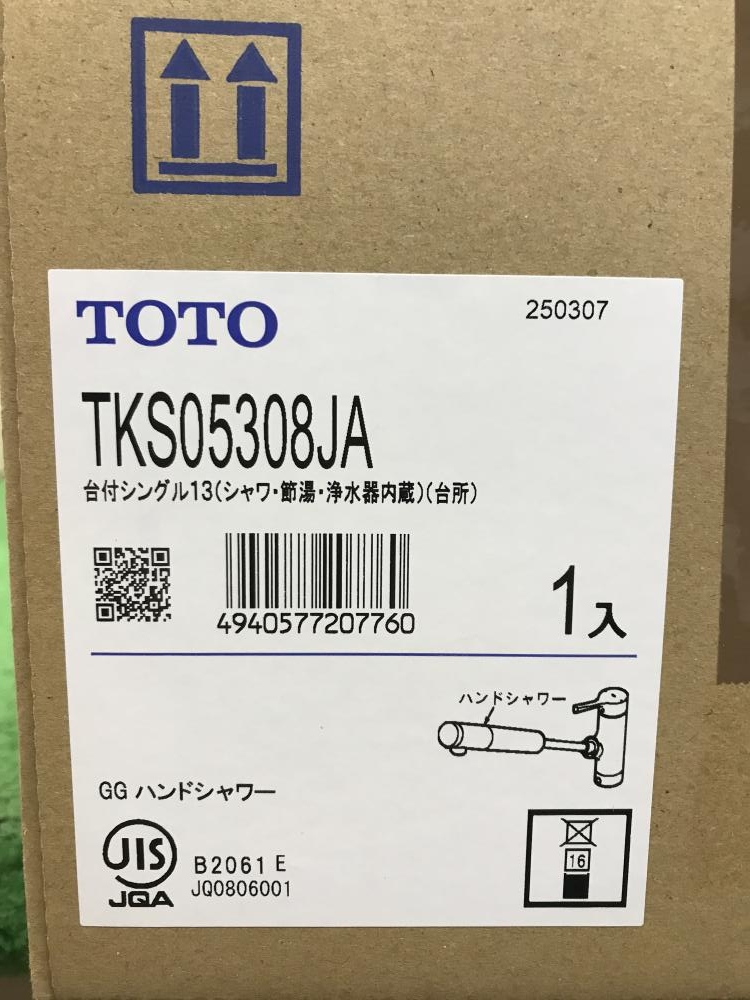 TOTO
250307
TKS05308JA
台付シングル13(シャワ・節湯・浄水器内蔵)(台所)
4940577207760
1入
ハンドシャワー
GG ハンドシャワー
JIS
JQA
B2061 E
JQ0806001
16